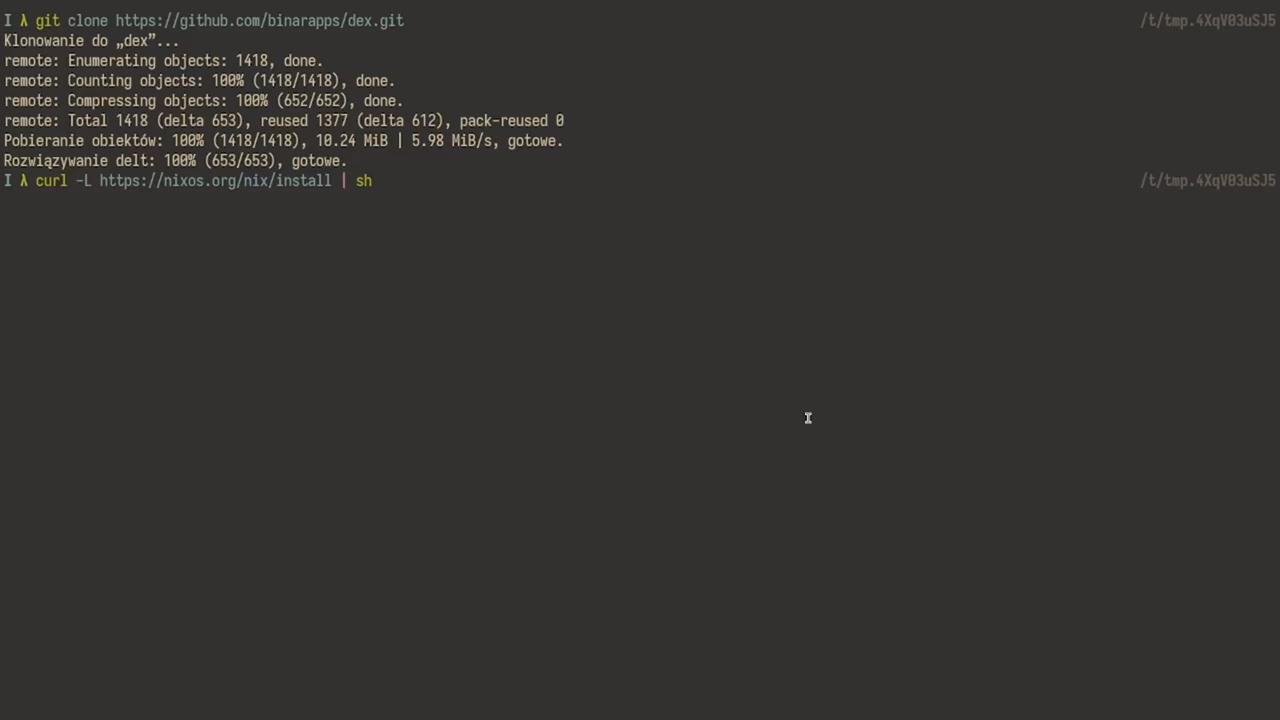 I λ git clone https://github.com/binarapps/dex.git /t/tmp.4XqV03uSJ5
Klonowanie do „dex”...
remote: Enumerating objects: 1418, done.
remote: Counting objects: 100% (1418/1418), done.
remote: Compressing objects: 100% (652/652), done.
remote: Total 1418 (delta 653), reused 1377 (delta 612), pack-reused 0
Pobieranie obiektów: 100% (1418/1418), 10.24 MiB | 5.98 MiB/s, gotowe.
Rozwiązywanie delt: 100% (653/653), gotowe.
I λ curl -L https://nixos.org/nix/install | sh /t/tmp.4XqV03uSJ5